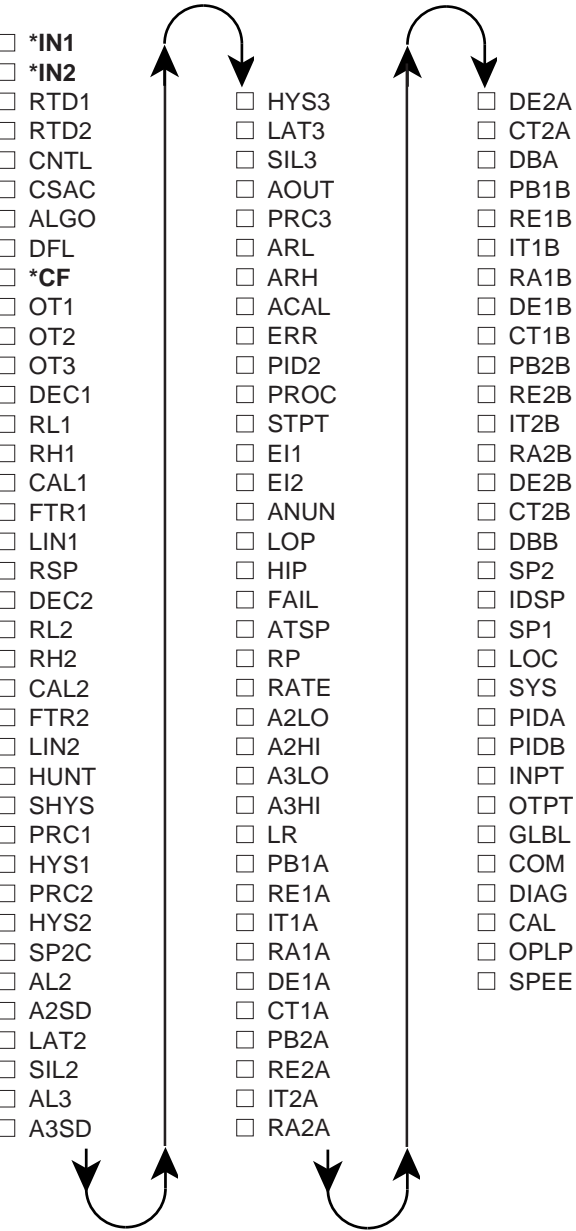 *IN1
*IN2
RTD1
RTD2
CNTL
CSAC
ALGO
DFL
*CF
OT1
OT2
OT3
DEC1
RL1
RH1
CAL1
FTR1
LIN1
RSP
DEC2
RL2
RH2
CAL2
FTR2
LIN2
HUNT
SHYS
PRC1
HYS1
PRC2
HYS2
SP2C
AL2
A2SD
LAT2
SIL2
AL3
A3SD
HYS3
LAT3
SIL3
AOUT
PRC3
ARL
ARH
ACAL
ERR
PID2
PROC
STPT
EI1
EI2
ANUN
LOP
HIP
FAIL
ATSP
RP
RATE
A2LO
A2HI
A3LO
A3HI
LR
PB1A
RE1A
IT1A
RA1A
DE1A
CT1A
PB2A
RE2A
IT2A
RA2A
DE2A
CT2A
DBA
PB1B
RE1B
IT1B
RA1B
DE1B
CT1B
PB2B
RE2B
IT2B
RA2B
DE2B
CT2B
DBB
SP2
IDSP
SP1
LOC
SYS
PIDA
PIDB
INPT
OTPT
GLBL
COM
DIAG
CAL
OPLP
SPEE